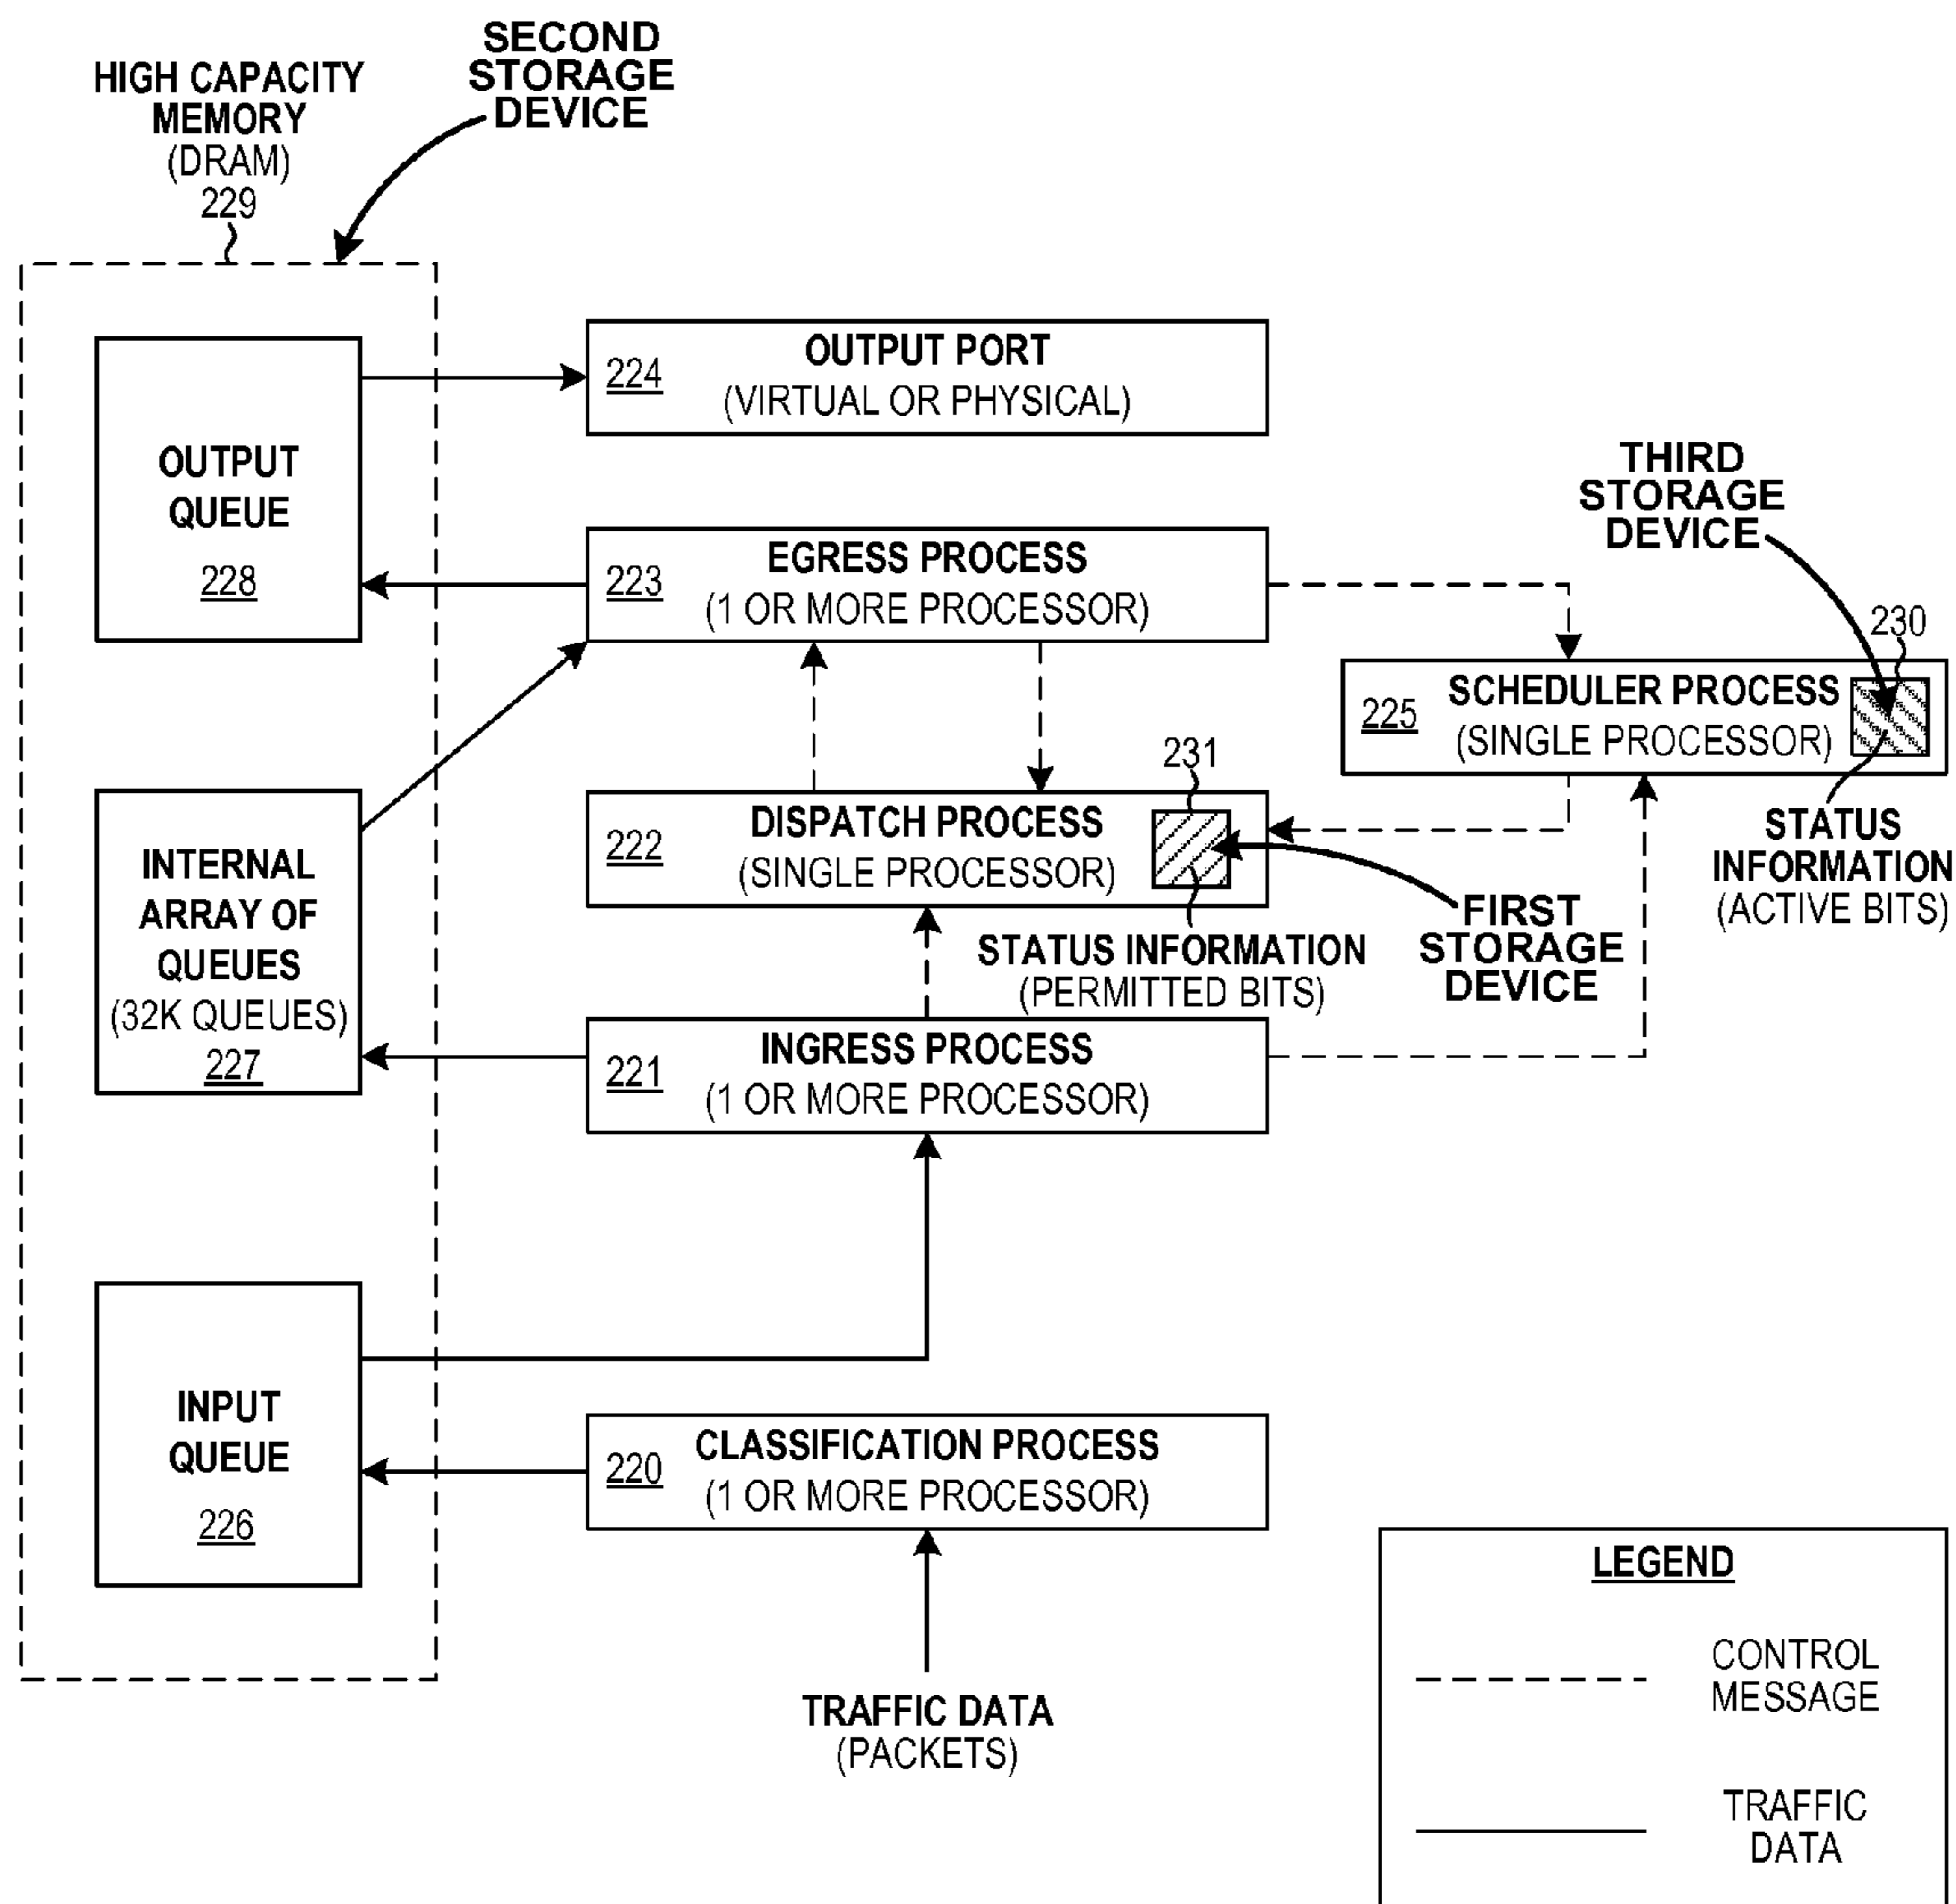 SECOND
STORAGE
DEVICE
HIGH CAPACITY
MEMORY
(DRAM)
229
OUTPUT
QUEUE
228
224
OUTPUT PORT
(VIRTUAL OR PHYSICAL)
223
EGRESS PROCESS
(1 OR MORE PROCESSOR)
THIRD
STORAGE
DEVICE
230
225
SCHEDULER PROCESS
(SINGLE PROCESSOR)
STATUS
INFORMATION
(ACTIVE BITS)
INTERNAL
ARRAY OF
QUEUES
(32K QUEUES)
227
231
222
DISPATCH PROCESS
(SINGLE PROCESSOR)
STATUS INFORMATION
(PERMITTED BITS)
FIRST
STORAGE
DEVICE
221
INGRESS PROCESS
(1 OR MORE PROCESSOR)
INPUT
QUEUE
226
220
CLASSIFICATION PROCESS
(1 OR MORE PROCESSOR)
TRAFFIC DATA
(PACKETS)
LEGEND
CONTROL
MESSAGE
TRAFFIC
DATA